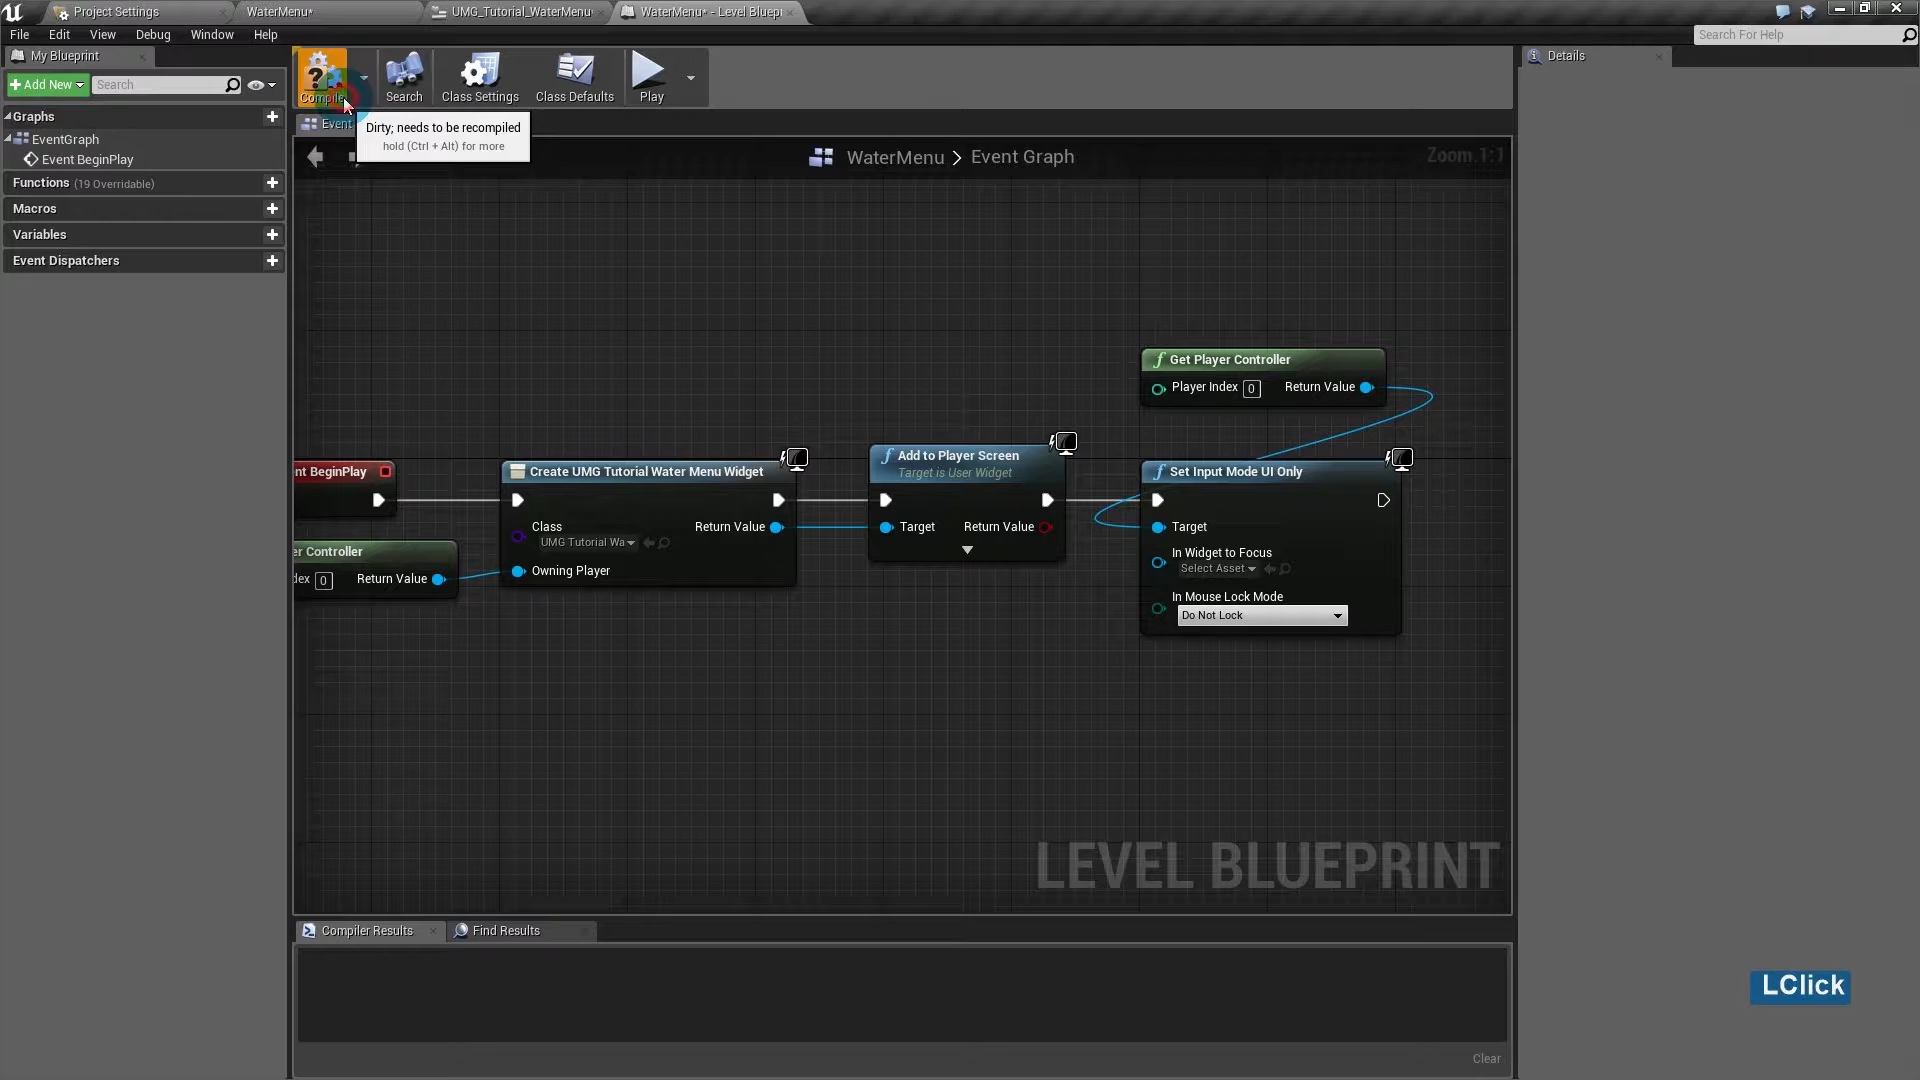 Project Settings
WaterMenu*
UMG_Tutorial_WaterMenu
WaterMenu* - Level Bluepi
File Edit View Debug Window Help
Search For Help
My Blueprint
Add New
Search
Compile
Search
Class Settings
Class Defaults
Play
Details
Graphs
EventGraph
Event BeginPlay
Functions (19 Overridable)
Macros
Variables
Event Dispatchers
Event
Dirty; needs to be recompiled
hold (Ctrl + Alt) for more
WaterMenu > Event Graph
Zoom 1:1
Get Player Controller
Player Index 0 Return Value
nt BeginPlay
er Controller
dex 0 Return Value
Create UMG Tutorial Water Menu Widget
Class
UMG Tutorial Wa
Return Value
Owning Player
Add to Player Screen
Target is User Widget
Target Return Value
Set Input Mode UI Only
Target
In Widget to Focus
Select Asset
In Mouse Lock Mode
Do Not Lock
LEVEL BLUEPRINT
Compiler Results
Find Results
Clear
LClick